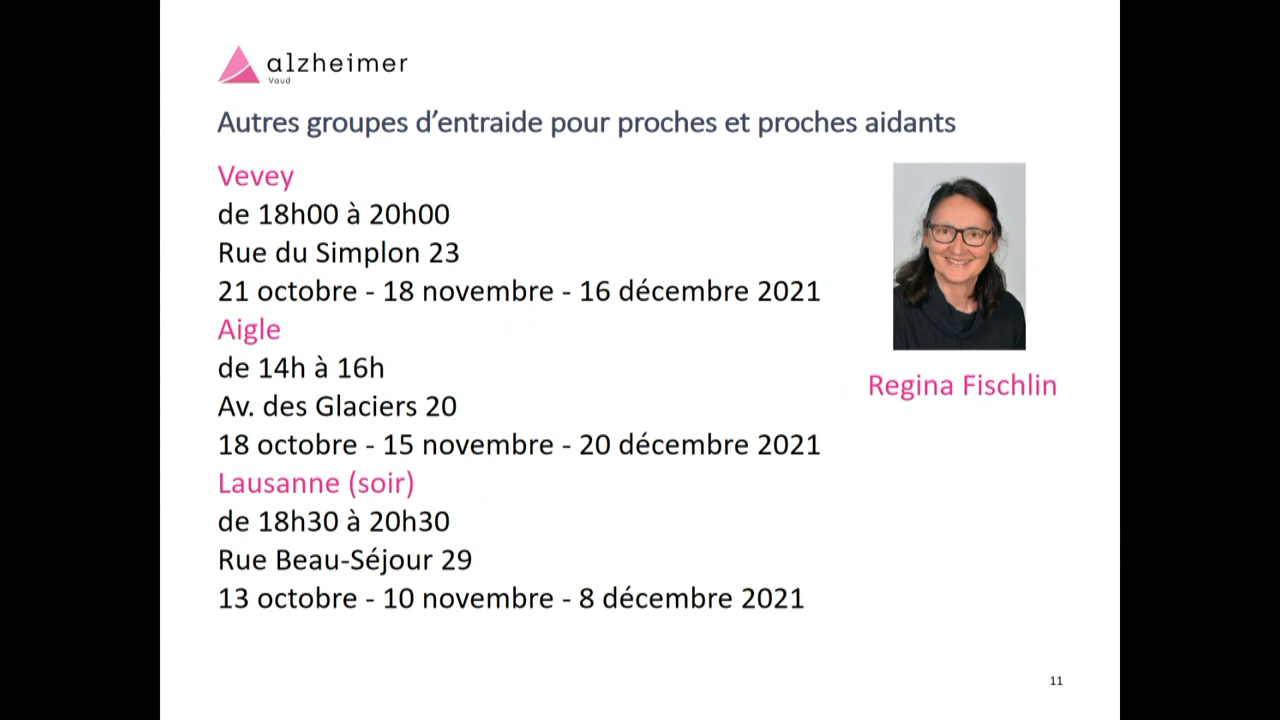 alzheimer
Vaud
Autres groupes d’entraide pour proches et proches aidants
Vevey
de 18h00 à 20h00
Rue du Simplon 23
21 octobre - 18 novembre - 16 décembre 2021
Aigle
de 14h à 16h
Av. des Glaciers 20
18 octobre - 15 novembre - 20 décembre 2021
Lausanne (soir)
de 18h30 à 20h30
Rue Beau-Séjour 29
13 octobre - 10 novembre - 8 décembre 2021
Regina Fischlin
11